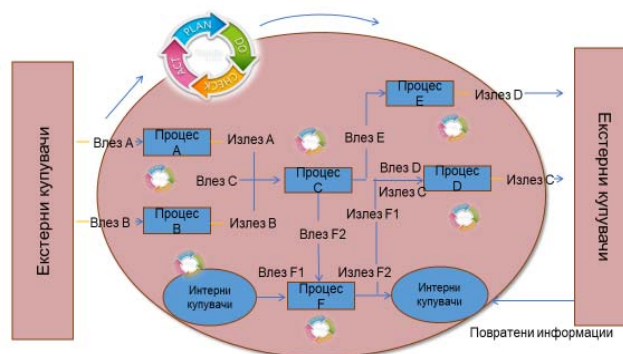 PLAN
DO
CHECK
ACT
Екстерни купувачи
Влез А
Процес
А
Излез А
Влез B
Процес
B
Излез B
Влез C
Процес
C
Влез E
Процес
E
Излез D
Влез D
Излез C
Процес
D
Излез C
Излез F1
Влез F2
Интерни
купувачи
Влез F1
Процес
F
Излез F2
Интерни
купувачи
Екстерни купувачи
Повратени информации